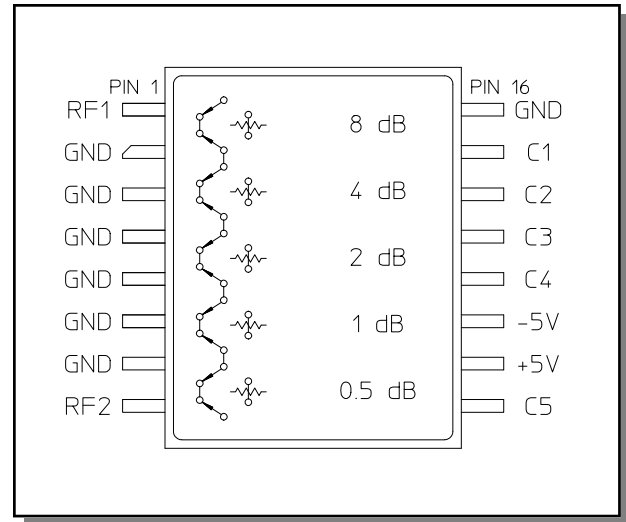 PIN 1
PIN 16
RF1
8 dB
GND
GND
C1
GND
4 dB
C2
GND
C3
GND
2 dB
C4
GND
1 dB
-5V
GND
+5V
RF2
0.5 dB
C5